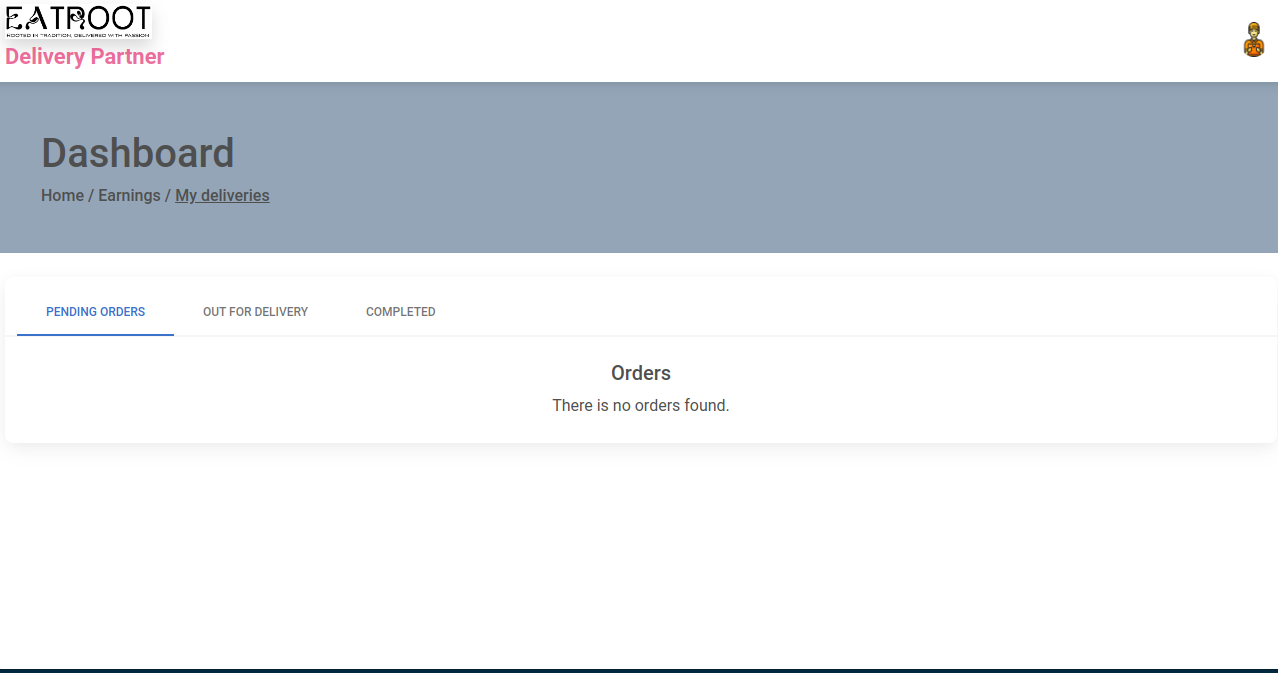 EATROOT
ROOTED IN TRADITION, DELIVERED WITH PASSION
Delivery Partner
Dashboard
Home / Earnings / My deliveries
PENDING ORDERS OUT FOR DELIVERY COMPLETED
Orders
There is no orders found.